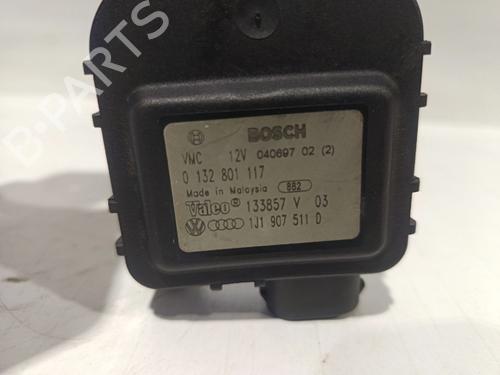 B-PARTS
BOSCH
VMC 12V 040697 02 (2)
0 132 801 117
Made in Malaysia 882
Valeo® 133857 V 03
1J1 907 511 D